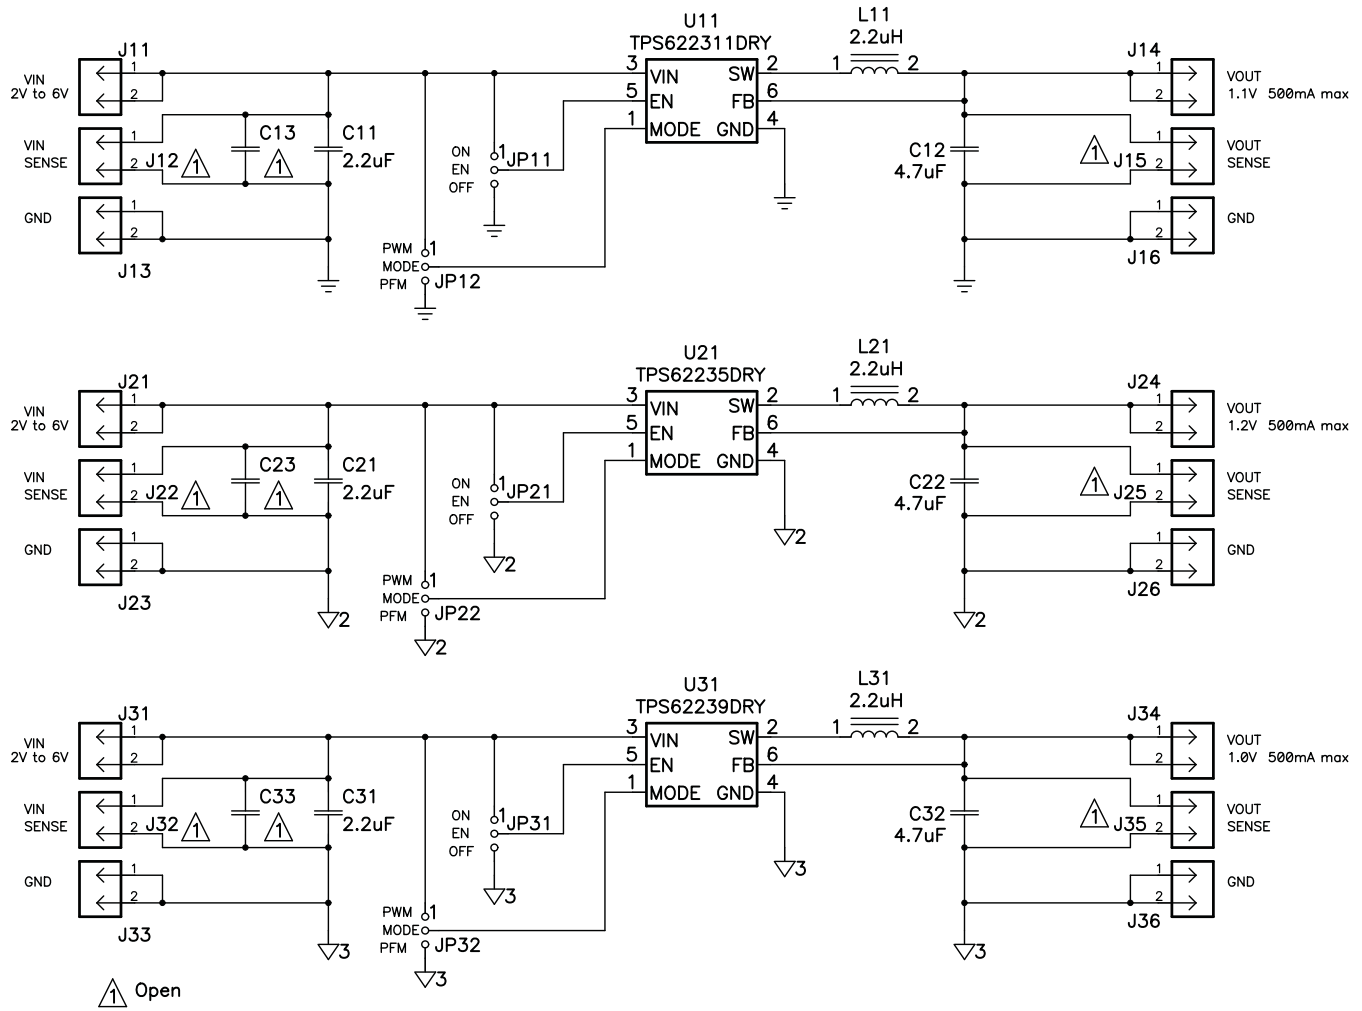 U11
TPS622311DRY
L11
2.2uH
J11
VIN
2V to 6V
1
2
3 VIN
5 EN
1 MODE
SW 2
FB 6
GND 4
1 2
J14
1
2
VOUT
1.1V 500mA max
VIN
SENSE
1
2
J12
1
C13
1
C11
2.2uF
ON
EN
OFF
1
JP11
C12
4.7uF
1
J15
1
2
VOUT
SENSE
GND
1
2
J13
PWM
MODE
PFM
1
JP12
1
2
J16
GND
U21
TPS62235DRY
L21
2.2uH
J21
VIN
2V to 6V
1
2
3 VIN
5 EN
1 MODE
SW 2
FB 6
GND 4
1 2
J24
1
2
VOUT
1.2V 500mA max
VIN
SENSE
1
2
J22
1
C23
1
C21
2.2uF
ON
EN
OFF
1
JP21
2
2
C22
4.7uF
1
J25
1
2
VOUT
SENSE
GND
1
2
J23
2
PWM
MODE
PFM
1
JP22
2
1
2
J26
GND
2
U31
TPS62239DRY
L31
2.2uH
J31
VIN
2V to 6V
1
2
3 VIN
5 EN
1 MODE
SW 2
FB 6
GND 4
1 2
J34
1
2
VOUT
1.0V 500mA max
VIN
SENSE
1
2
J32
1
C33
1
C31
2.2uF
ON
EN
OFF
1
JP31
3
3
C32
4.7uF
1
J35
1
2
VOUT
SENSE
GND
1
2
J33
3
PWM
MODE
PFM
1
JP32
3
1
2
J36
GND
3
1 Open